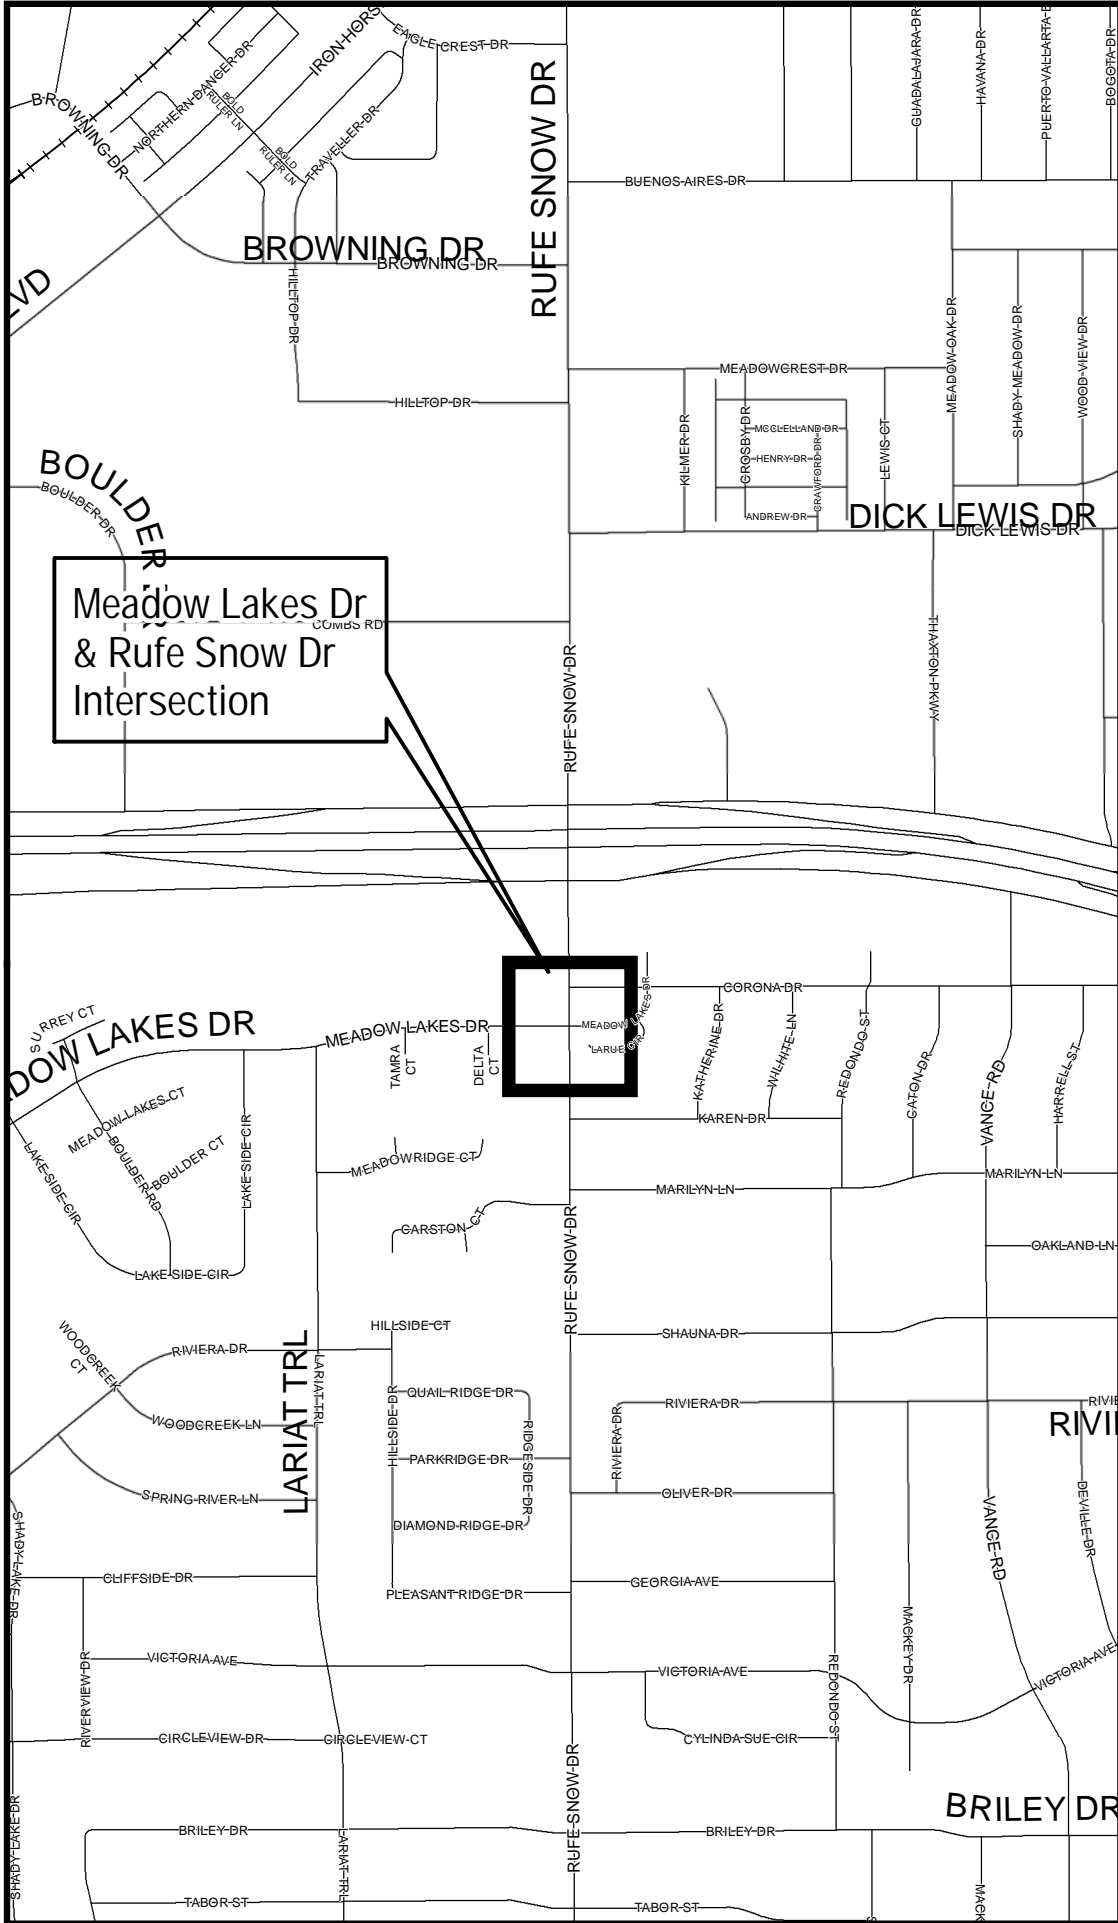 EAGLE CREST DR
IRON HORS
NORTHERN DANCER DR
BROWNING DR
BOLD
RULER LN
BOLD
RULER LN
TRAVELLER DR
RUFE SNOW DR
GUADALAJARA DR
HAVANA DR
PUERTO VALLARTA D
BOGOTA DR
BUENOS AIRES DR
BROWNING DR
BROWNING DR
LVD
HILLTOP DR
HILLTOP DR
MEADOWCREST DR
MEADOW OAK DR
SHADY MEADOW DR
WOOD VIEW DR
KILMER DR
CROSBY DR
MCCLELLAND DR
HENRY DR
CRAWFORD DR
ANDREW DR
LEWIS CT
DICK LEWIS DR
DICK LEWIS DR
BOULDER
BOULDER DR
Meadow Lakes Dr
& Rufe Snow Dr
Intersection
COMBS RD
RUFE SNOW DR
THAXTON PKWY
SURREY CT
DOW LAKES DR
MEADOW LAKES DR
TAMRA
CT
DELTA
CT
MEADOW LAKES DR
LARUE CIR
CORONA DR
KATHERINE DR
WILHITE LN
REDONDO ST
CATON DR
VANCE RD
HARRELL ST
KAREN DR
MEADOW LAKES CT
BOULDER RD
BOULDER CT
LAKE SIDE CIR
LAKE SIDE CIR
LAKE SIDE CIR
MEADOW RIDGE CT
MARILYN LN
MARILYN LN
CARSTON CT
RUFE SNOW DR
OAKLAND LN
HILLSIDE CT
SHAUNA DR
WOODCREEK
CT
RIVIERA DR
LARIAT TRL
LARIAT TRL
HILLSIDE DR
QUAIL RIDGE DR
RIDGESIDE DR
RIVIERA DR
RIVIERA DR
RIVIE
RIVI
WOODCREEK LN
PARKRIDGE DR
SPRING RIVER LN
OLIVER DR
DEVILLE DR
VANCE RD
SHADY LAKE DR
DIAMOND RIDGE DR
CLIFFSIDE DR
PLEASANT RIDGE DR
GEORGIA AVE
MACKEY DR
RIVERVIEW DR
VICTORIA AVE
VICTORIA AVE
VICTORIA AVE
REDONDO ST
CIRCLEVIEW DR
CIRCLEVIEW CT
CYLINDA SUE CIR
RUFE SNOW DR
BRILEY DR
SHADY LAKE DR
BRILEY DR
LARIAT TRL
BRILEY DR
TABOR ST
TABOR ST
S
MACK